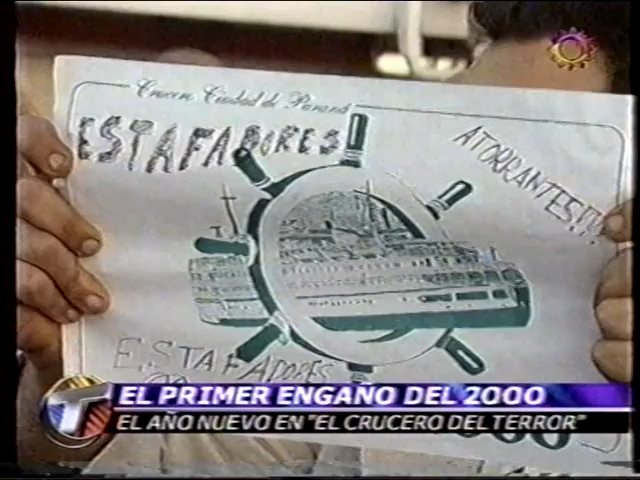 Crucero Ciudad de Paraná
ESTAFADORES
ATORRANTES!!!
ESTAFADORES
T
EL PRIMER ENGAÑO DEL 2000
EL AÑO NUEVO EN "EL CRUCERO DEL TERROR"